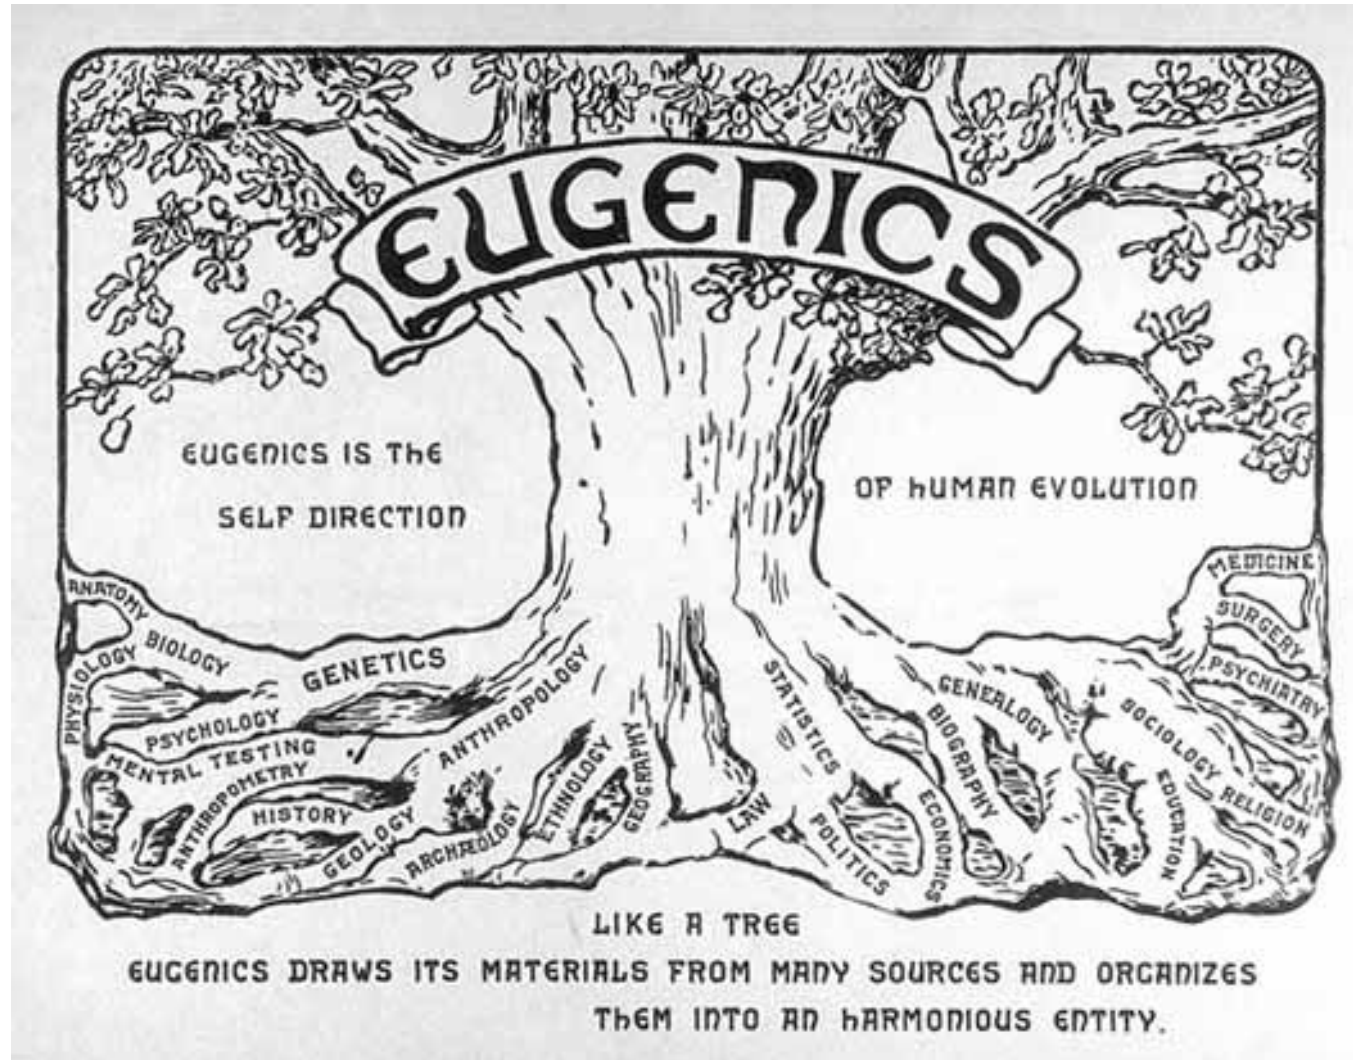 EUGENICS
EUGENICS IS THE
SELF DIRECTION
OF HUMAN EVOLUTION
ANATOMY
BIOLOGY
PHYSIOLOGY
GENETICS
PSYCHOLOGY
MENTAL TESTING
ANTHROPOMETRY
HISTORY
GEOLOGY
ANTHROPOLOGY
ARCHÆOLOGY
ETHNOLOGY
GEOGRAPHY
LAW
STATISTICS
POLITICS
ECONOMICS
BIOGRAPHY
GENEALOGY
SOCIOLOGY
EDUCATION
RELIGION
PSYCHIATRY
SURGERY
MEDICINE
LIKE A TREE
EUGENICS DRAWS ITS MATERIALS FROM MANY SOURCES AND ORGANIZES
THEM INTO AN HARMONIOUS ENTITY.